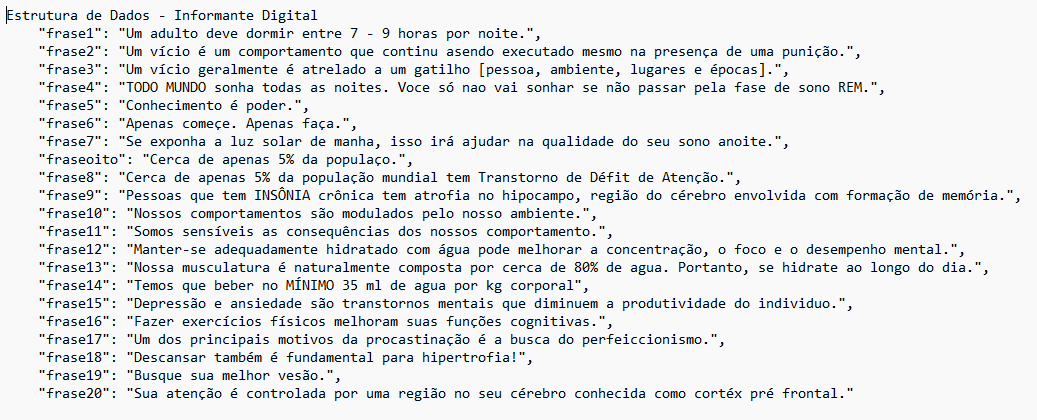 Estrutura de Dados - Informante Digital
"frase1": "Um adulto deve dormir entre 7 - 9 horas por noite.",
"frase2": "Um vício é um comportamento que continu asendo executado mesmo na presença de uma punição.",
"frase3": "Um vício geralmente é atrelado a um gatilho [pessoa, ambiente, lugares e épocas].",
"frase4": "TODO MUNDO sonha todas as noites. Voce só nao vai sonhar se não passar pela fase de sono REM.",
"frase5": "Conhecimento é poder.",
"frase6": "Apenas começe. Apenas faça.",
"frase7": "Se exponha a luz solar de manha, isso irá ajudar na qualidade do seu sono anoite.",
"fraseoito": "Cerca de apenas 5% da populaço.",
"frase8": "Cerca de apenas 5% da população mundial tem Transtorno de Défit de Atenção.",
"frase9": "Pessoas que tem INSÔNIA crônica tem atrofia no hipocampo, região do cérebro envolvida com formação de memória.",
"frase10": "Nossos comportamentos são modulados pelo nosso ambiente.",
"frase11": "Somos sensíveis as consequências dos nossos comportamento.",
"frase12": "Manter-se adequadamente hidratado com água pode melhorar a concentração, o foco e o desempenho mental.",
"frase13": "Nossa musculatura é naturalmente composta por cerca de 80% de agua. Portanto, se hidrate ao longo do dia.",
"frase14": "Temos que beber no MÍNIMO 35 ml de agua por kg corporal",
"frase15": "Depressão e ansiedade são transtornos mentais que diminuem a produtividade do individuo.",
"frase16": "Fazer exercícios físicos melhoram suas funções cognitivas.",
"frase17": "Um dos principais motivos da procastinação é a busca do perfeiccionismo.",
"frase18": "Descansar também é fundamental para hipertrofia!",
"frase19": "Busque sua melhor vesão.",
"frase20": "Sua atenção é controlada por uma região no seu cérebro conhecida como cortéx pré frontal."